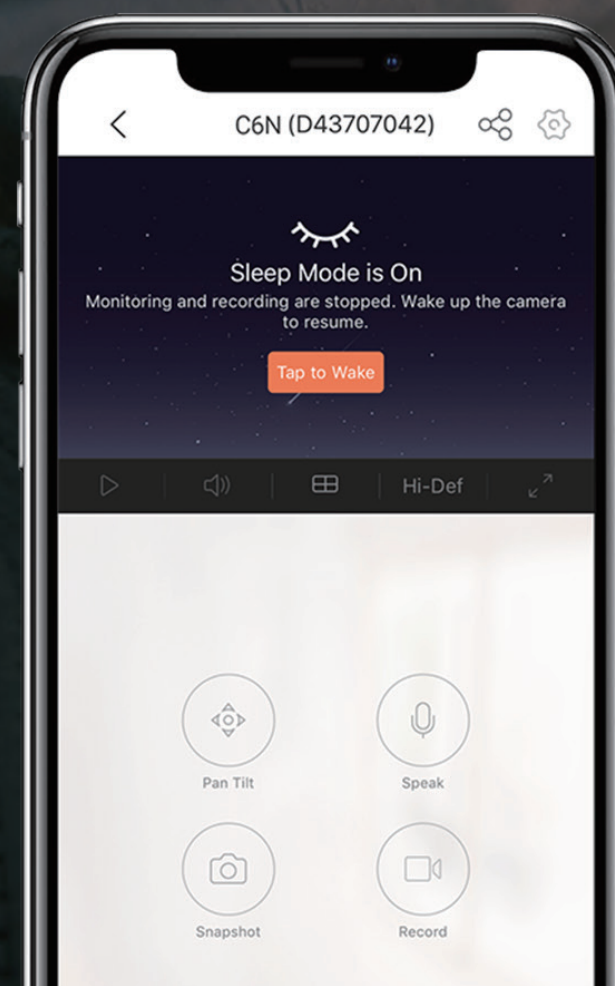 C6N (D43707042)
Sleep Mode is On
Monitoring and recording are stopped. Wake up the camera
to resume.
Tap to Wake
Hi-Def
Pan Tilt
Speak
Snapshot
Record